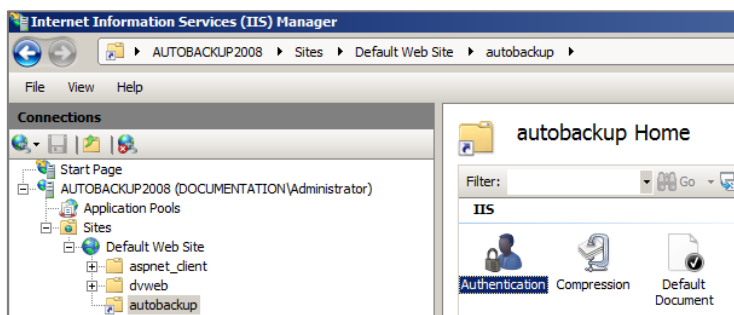 Internet Information Services (IIS) Manager
AUTOBACKUP2008 Sites Default Web Site autobackup
File View Help
Connections
Start Page
AUTOBACKUP2008 (DOCUMENTATION\Administrator)
Application Pools
Sites
Default Web Site
aspnet_client
dvweb
autobackup
autobackup Home
Filter: Go
IIS
Authentication Compression Default
Document